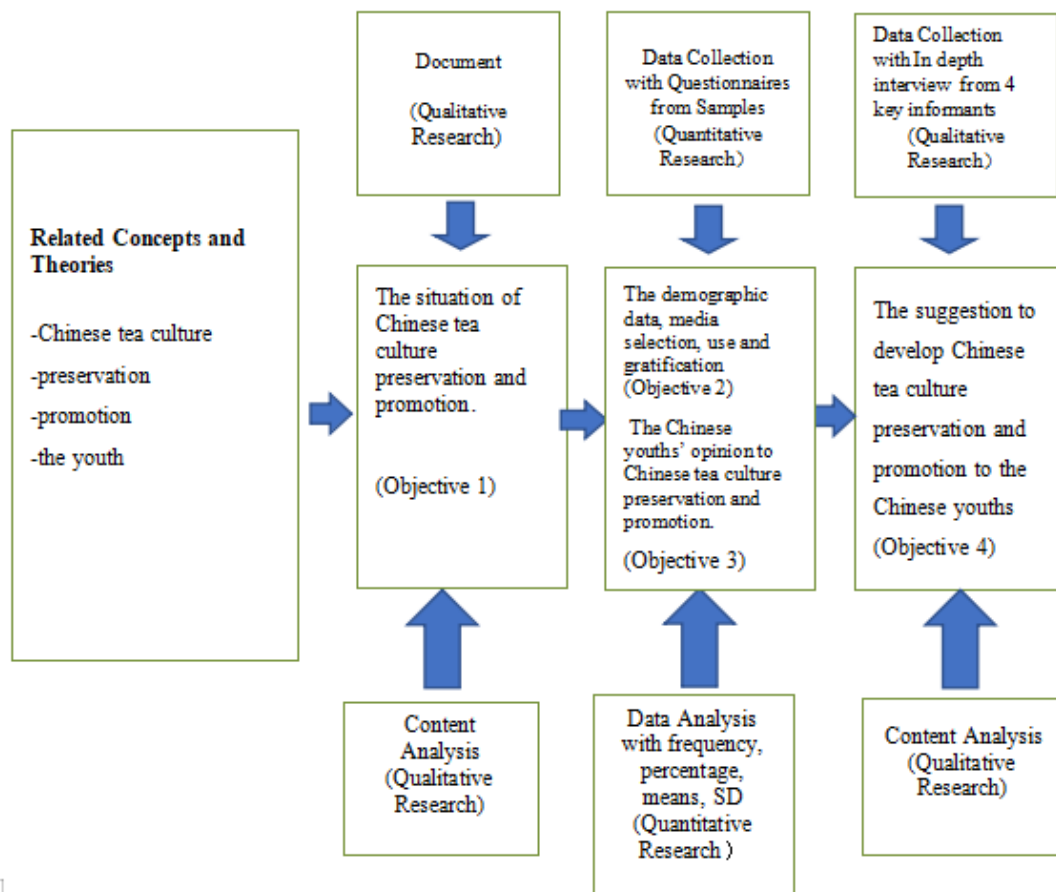 Related Concepts and
Theories
-Chinese tea culture
-preservation
-promotion
-the youth
Document
(Qualitative
Research)
The situation of
Chinese tea
culture
preservation and
promotion.
(Objective 1)
Content
Analysis
(Qualitative
Research)
Data Collection
with Questionnaires
from Samples
(Quantitative
Research）
The demographic
data, media
selection, use and
gratification
(Objective 2)
The Chinese
youths’ opinion to
Chinese tea culture
preservation and
promotion.
(Objective 3)
Data Analysis
with frequency,
percentage,
means, SD
(Quantitative
Research）
Data Collection
with In depth
interview from 4
key informants
(Qualitative
Research）
The suggestion to
develop Chinese
tea culture
preservation and
promotion to the
Chinese youths
(Objective 4)
Content Analysis
(Qualitative
Research)